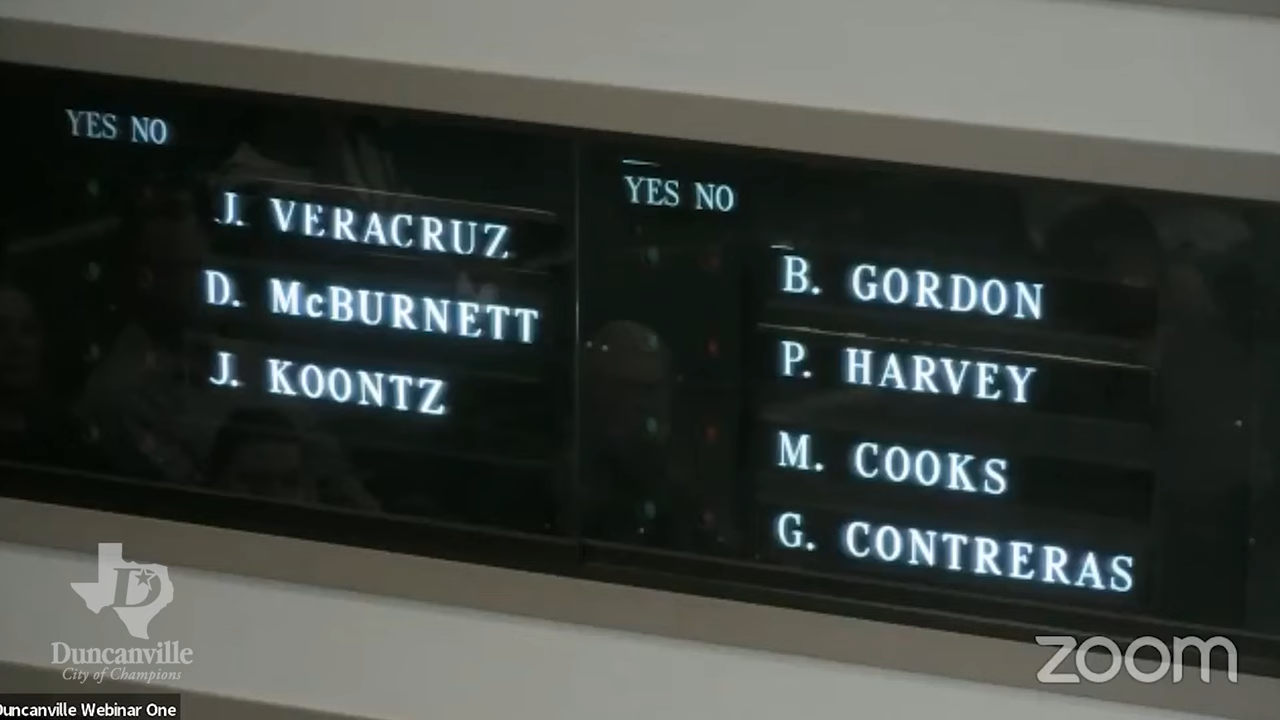 YES NO
J. VERACRUZ
D. McBURNETT
J. KOONTZ
YES NO
B. GORDON
P. HARVEY
M. COOKS
G. CONTRERAS
D
Duncanville
City of Champions
zoom
Duncanville Webinar One